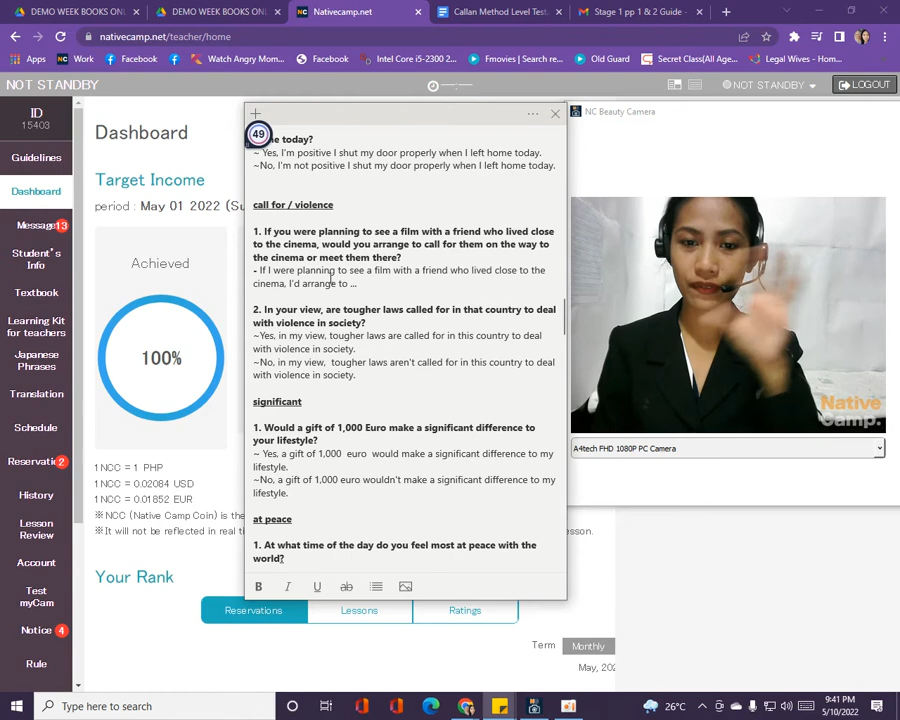 DEMO WEEK BOOKS ONL
DEMO WEEK BOOKS ONL
Nativecamp.net
Callan Method Level Test.
Stage 1 pp 1 & 2 Guide -
nativecamp.net/teacher/home
Apps
Work
Facebook
Watch Angry Mom...
Facebook
Intel Core i5-2300 2...
Fmovies | Search re...
Old Guard
Secret Class(All Age...
Legal Wives - Hom...
NOT STANDBY
NOT STANDBY
LOGOUT
ID
15403
Guidelines
Dashboard
Message 13
Student's
Info
Textbook
Learning Kit
for teachers
Japanese
Phrases
Translation
Schedule
Reservatio 2
History
Lesson
Review
Account
Test
myCam
Notice 4
Rule
Dashboard
Target Income
period : May 01 2022 (Su
Achieved
100%
1 NCC = 1 PHP
1 NCC = 0.02084 USD
1 NCC = 0.01852 EUR
※NCC (Native Camp Coin) is the
※It will not be reflected in real ti
esson.
Your Rank
Reservations
Lessons
Ratings
Term
Monthly
May, 202
49
me today?
~ Yes, I'm positive I shut my door properly when I left home today.
~No, I'm not positive I shut my door properly when I left home today.
call for / violence
1. If you were planning to see a film with a friend who lived close
to the cinema, would you arrange to call for them on the way to
the cinema or meet them there?
- If I were planning to see a film with a friend who lived close to the
cinema, I'd arrange to ...
2. In your view, are tougher laws called for in that country to deal
with violence in society?
~Yes, in my view, tougher laws are called for in this country to deal
with violence in society.
~No, in my view, tougher laws aren't called for in this country to deal
with violence in society.
significant
1. Would a gift of 1,000 Euro make a significant difference to
your lifestyle?
~ Yes, a gift of 1,000 euro would make a significant difference to my
lifestyle.
~No, a gift of 1,000 euro wouldn't make a significant difference to my
lifestyle.
at peace
1. At what time of the day do you feel most at peace with the
world?
B
I
U
ab
NC Beauty Camera
Native
Camp.
A4tech FHD 1080P PC Camera
Type here to search
26°C
9:41 PM
5/10/2022